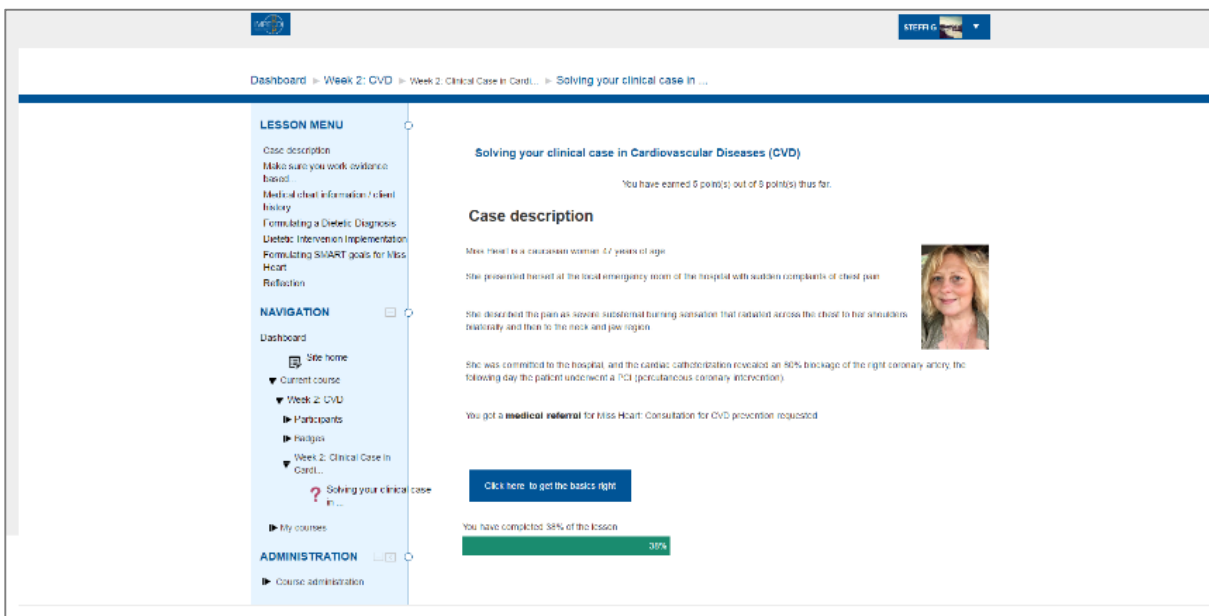 STEFFI G
Dashboard ► Week 2: CVD ► Week 2: Clinical Case in Cardi... ► Solving your clinical case in ...
LESSON MENU
Case description
Make sure you work evidence
based...
Medical chart information / client
history
Formulating a Dietetic Diagnosis
Dietetic Intervenion Implementation
Formulating SMART goals for Miss
Heart
Reflection
NAVIGATION
Dashboard
Site home
Current course
Week 2: CVD
Participants
Badges
Week 2: Clinical Case in
Cardi...
Solving your clinical case
in ...
My courses
ADMINISTRATION
Course administration
Solving your clinical case in Cardiovascular Diseases (CVD)
You have earned point(s) out of 8 point(s) thus far.
Case description
Miss Heart is a caucasian woman years of age
She presented herself at the local emergency room of the hospital with sudden complaints of chest pain
She described the pain as severe substernal burning sensation that radiated across the chest to her shoulders
bilaterally and then to the neck and jaw region
She was committed to the hospital, and the cardiac catheterization revealed an 80% blockage of the right coronary artery, the
following day the patient underwent a PCI (percutaneous coronary intervention).
You got a medical referral for Miss Heart: Consultation for CVD prevention requested
Click here to get the basics right
You have completed 38% of the lesson
38%